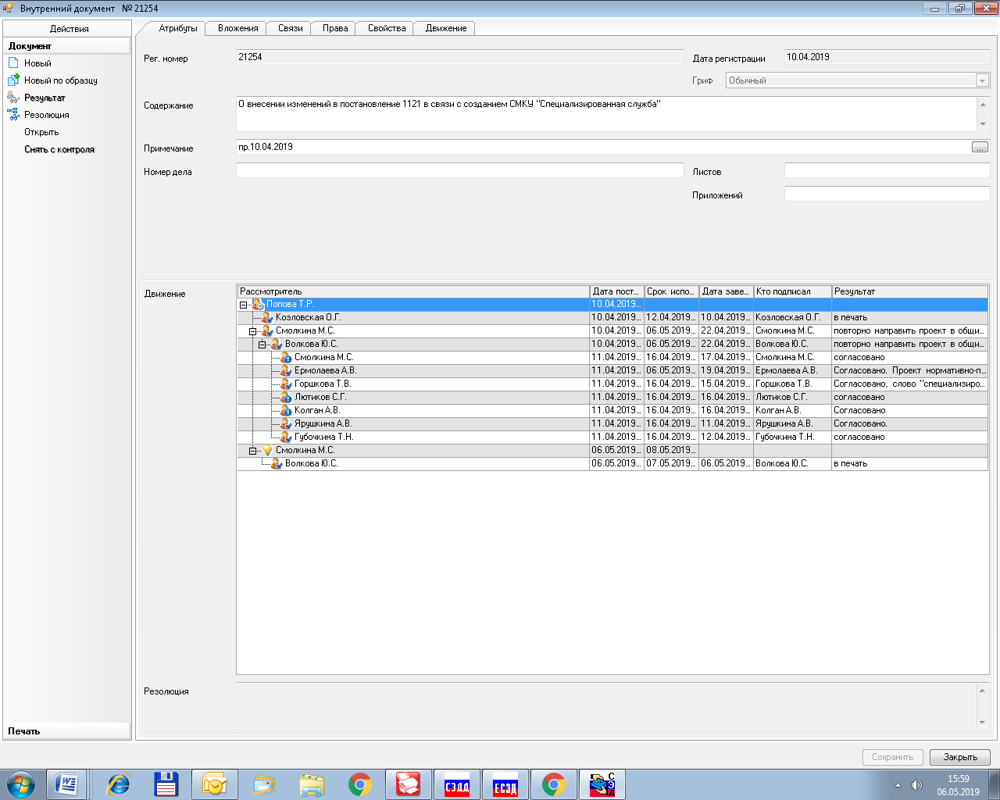 Внутренний документ № 21254
Действия
Документ
Новый
Новый по образцу
Результат
Резолюция
Открыть
Снять с контроля
Печать
Атрибуты Вложения Связи Права Свойства Движение
Рег. номер 21254 Дата регистрации 10.04.2019
Гриф Обычный
Содержание О внесении изменений в постановление 1121 в связи с созданием СМКУ "Специализированная служба"
Примечание пр.10.04.2019 ...
Номер дела Листов
Приложений
Движение
Рассмотритель Дата пост... Срок испо... Дата заве... Кто подписал Результат
Попова Т.Р. 10.04.2019...
Козловская О.Г. 10.04.2019... 12.04.2019... 10.04.2019... Козловская О.Г. в печать
Смолкина М.С. 10.04.2019... 06.05.2019... 22.04.2019... Смолкина М.С. повторно направить проект в общи...
Волкова Ю.С. 10.04.2019... 06.05.2019... 22.04.2019... Волкова Ю.С. повторно направить проект в общи...
Смолкина М.С. 11.04.2019... 16.04.2019... 17.04.2019... Смолкина М.С. согласовано
Ермолаева А.В. 11.04.2019... 06.05.2019... 19.04.2019... Ермолаева А.В. Согласовано. Проект нормативно-п...
Горшкова Т.В. 11.04.2019... 16.04.2019... 15.04.2019... Горшкова Т.В. Согласовано, слово "специализиро...
Лютиков С.Г. 11.04.2019... 16.04.2019... 16.04.2019... Лютиков С.Г. согласовано
Колган А.В. 11.04.2019... 16.04.2019... 16.04.2019... Колган А.В. Согласовано
Ярушкина А.В. 11.04.2019... 16.04.2019... 11.04.2019... Ярушкина А.В. Согласовано.
Губочкина Т.Н. 11.04.2019... 16.04.2019... 12.04.2019... Губочкина Т.Н. согласовано
Смолкина М.С. 06.05.2019... 08.05.2019...
Волкова Ю.С. 06.05.2019... 07.05.2019... 06.05.2019... Волкова Ю.С. в печать
Резолюция
Сохранить Закрыть
СЭДД ЕСЭД СЭД
15:59
06.05.2019